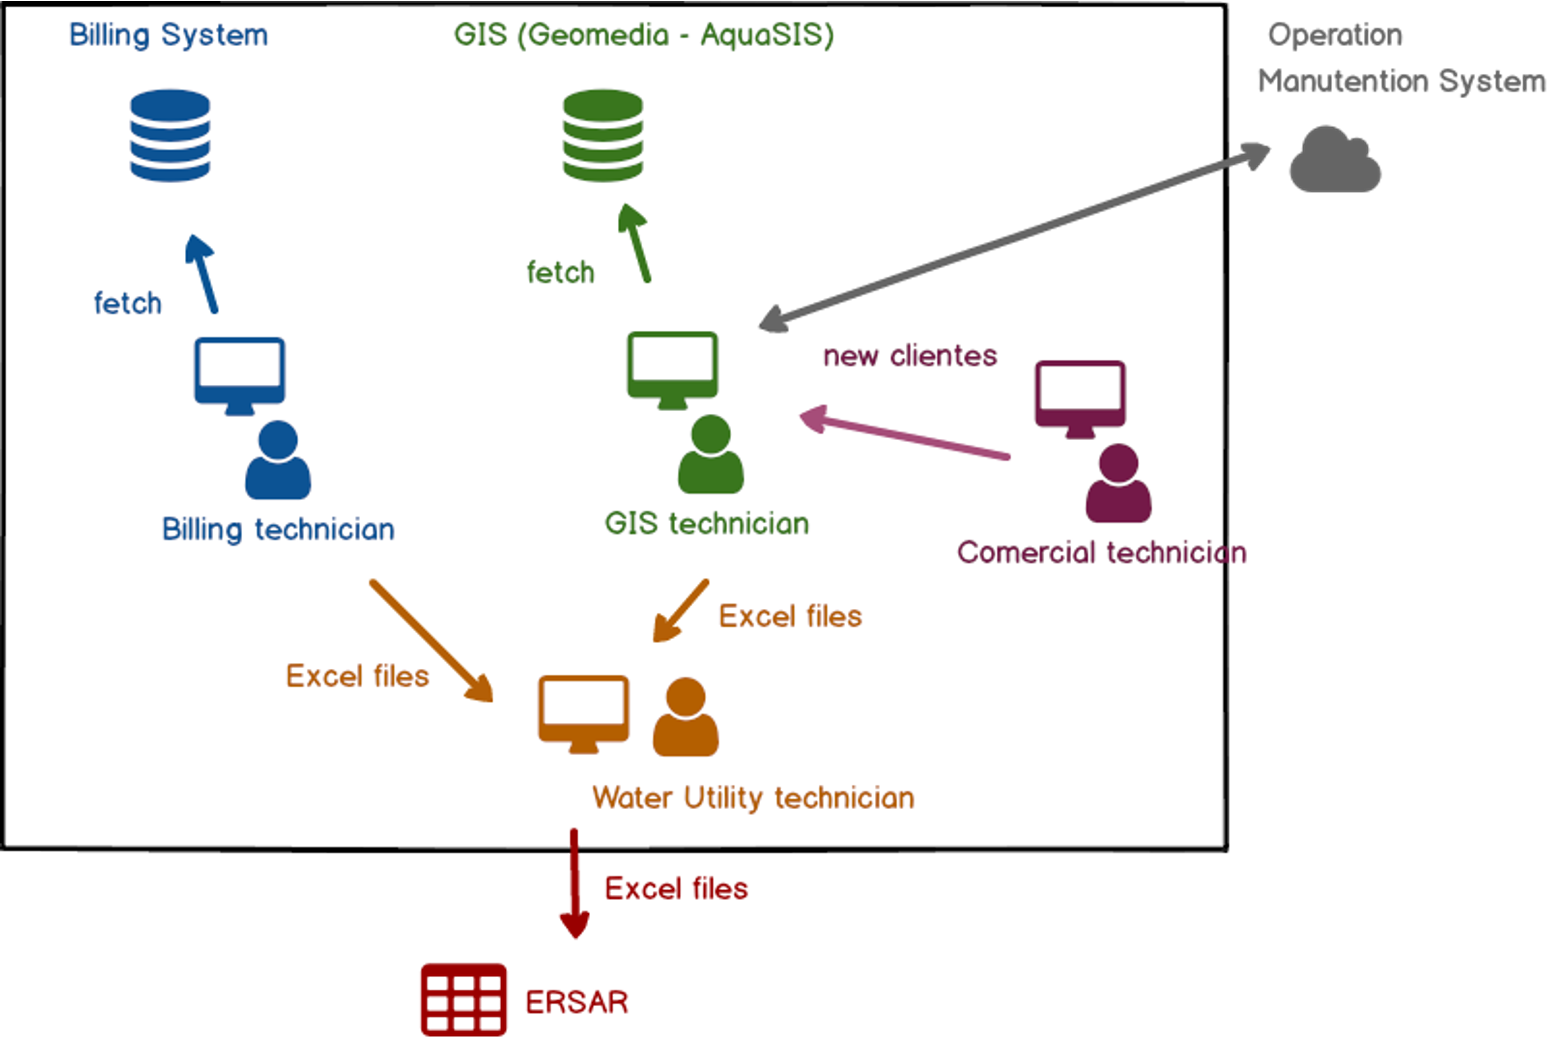 Billing System
GIS (Geomedia - AquaSIS)
Operation
Manutention System
fetch
fetch
new clientes
Billing technician
GIS technician
Comercial technician
Excel files
Excel files
Water Utility technician
Excel files
ERSAR